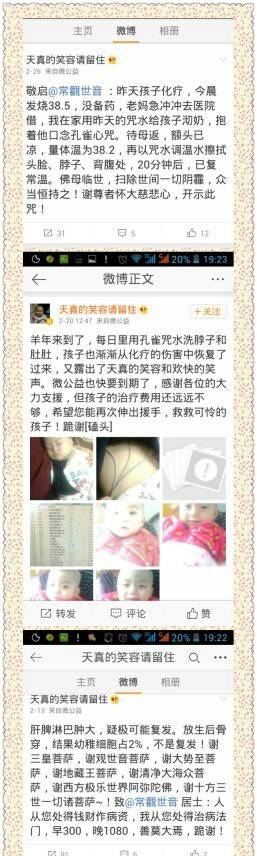 主页 微博 相册
天真的笑容请留住
2-26 来自微公益
敬启@常觀世音 ：昨天孩子化疗，今晨
发烧38.5，没备药，老妈急冲冲去医院
借，我在家用昨天的咒水给孩子沏奶，抱
着他口念孔雀心咒。待母返，额头已
凉，量体温为38.2，再以咒水调温水擦拭
头脸、脖子、背腹处，20分钟后，已复
常温。佛母临世，扫除世间一切阴霾，众
当恒持之！谢尊者怀大慈悲心，开示此
咒！
31 5 12
20% 19:23
微博正文
天真的笑容请留住
2-20 12:47 来自微公益
+关注
羊年来到了，每日里用孔雀咒水洗脖子和
肚肚，孩子也渐渐从化疗的伤害中恢复了
过来，又露出了天真的笑容和欢快的笑
声。微公益也快要到期了，感谢各位的大
力支援，但孩子的治疗费用还远远不
够，希望您能再次伸出援手，救救可怜的
孩子！跪谢[磕头]
转发 评论 赞
20% 19:22
天真的笑容请留住
主页 微博 相册
天真的笑容请留住
2-13 来自微公益
肝脾淋巴肿大，疑极可能复发。放生后骨
穿，结果幼稚细胞占2%，不是复发！谢
三皇菩萨，谢观世音菩萨，谢大势至菩
萨，谢地藏王菩萨，谢清净大海众菩
萨，谢西方极乐世界阿弥陀佛，谢十方三
世一切诸菩萨~！致@常觀世音 居士：人
从您处得钱财作病资，我从您处得治病法
门，早300，晚1080，善莫大焉，跪谢！
91 6 2